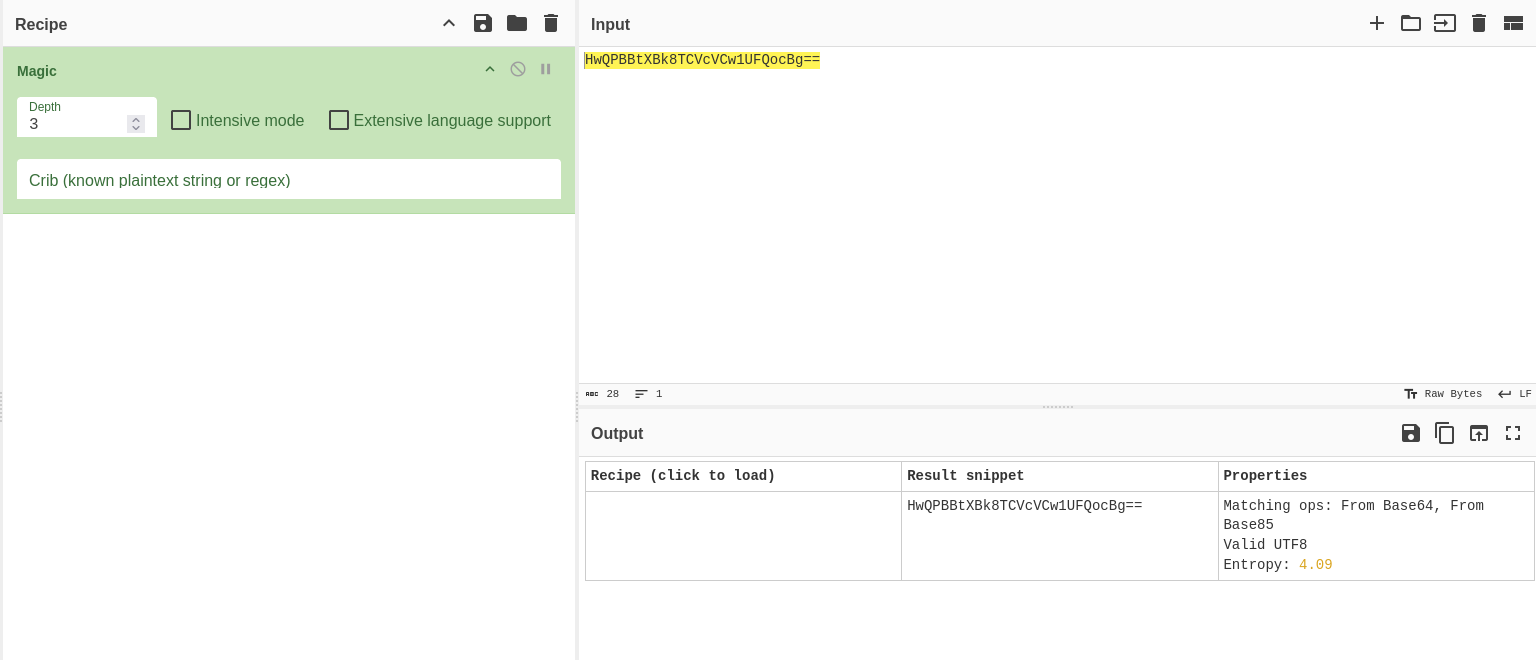 Recipe
Magic
Depth
3
Intensive mode
Extensive language support
Crib (known plaintext string or regex)
Input
HwQPBBtXBk8TCVcVCw1UFQocBg==
ABC 28 1
Raw Bytes LF
Output
Recipe (click to load) Result snippet Properties
HwQPBBtXBk8TCVcVCw1UFQocBg== Matching ops: From Base64, From
Base85
Valid UTF8
Entropy: 4.09